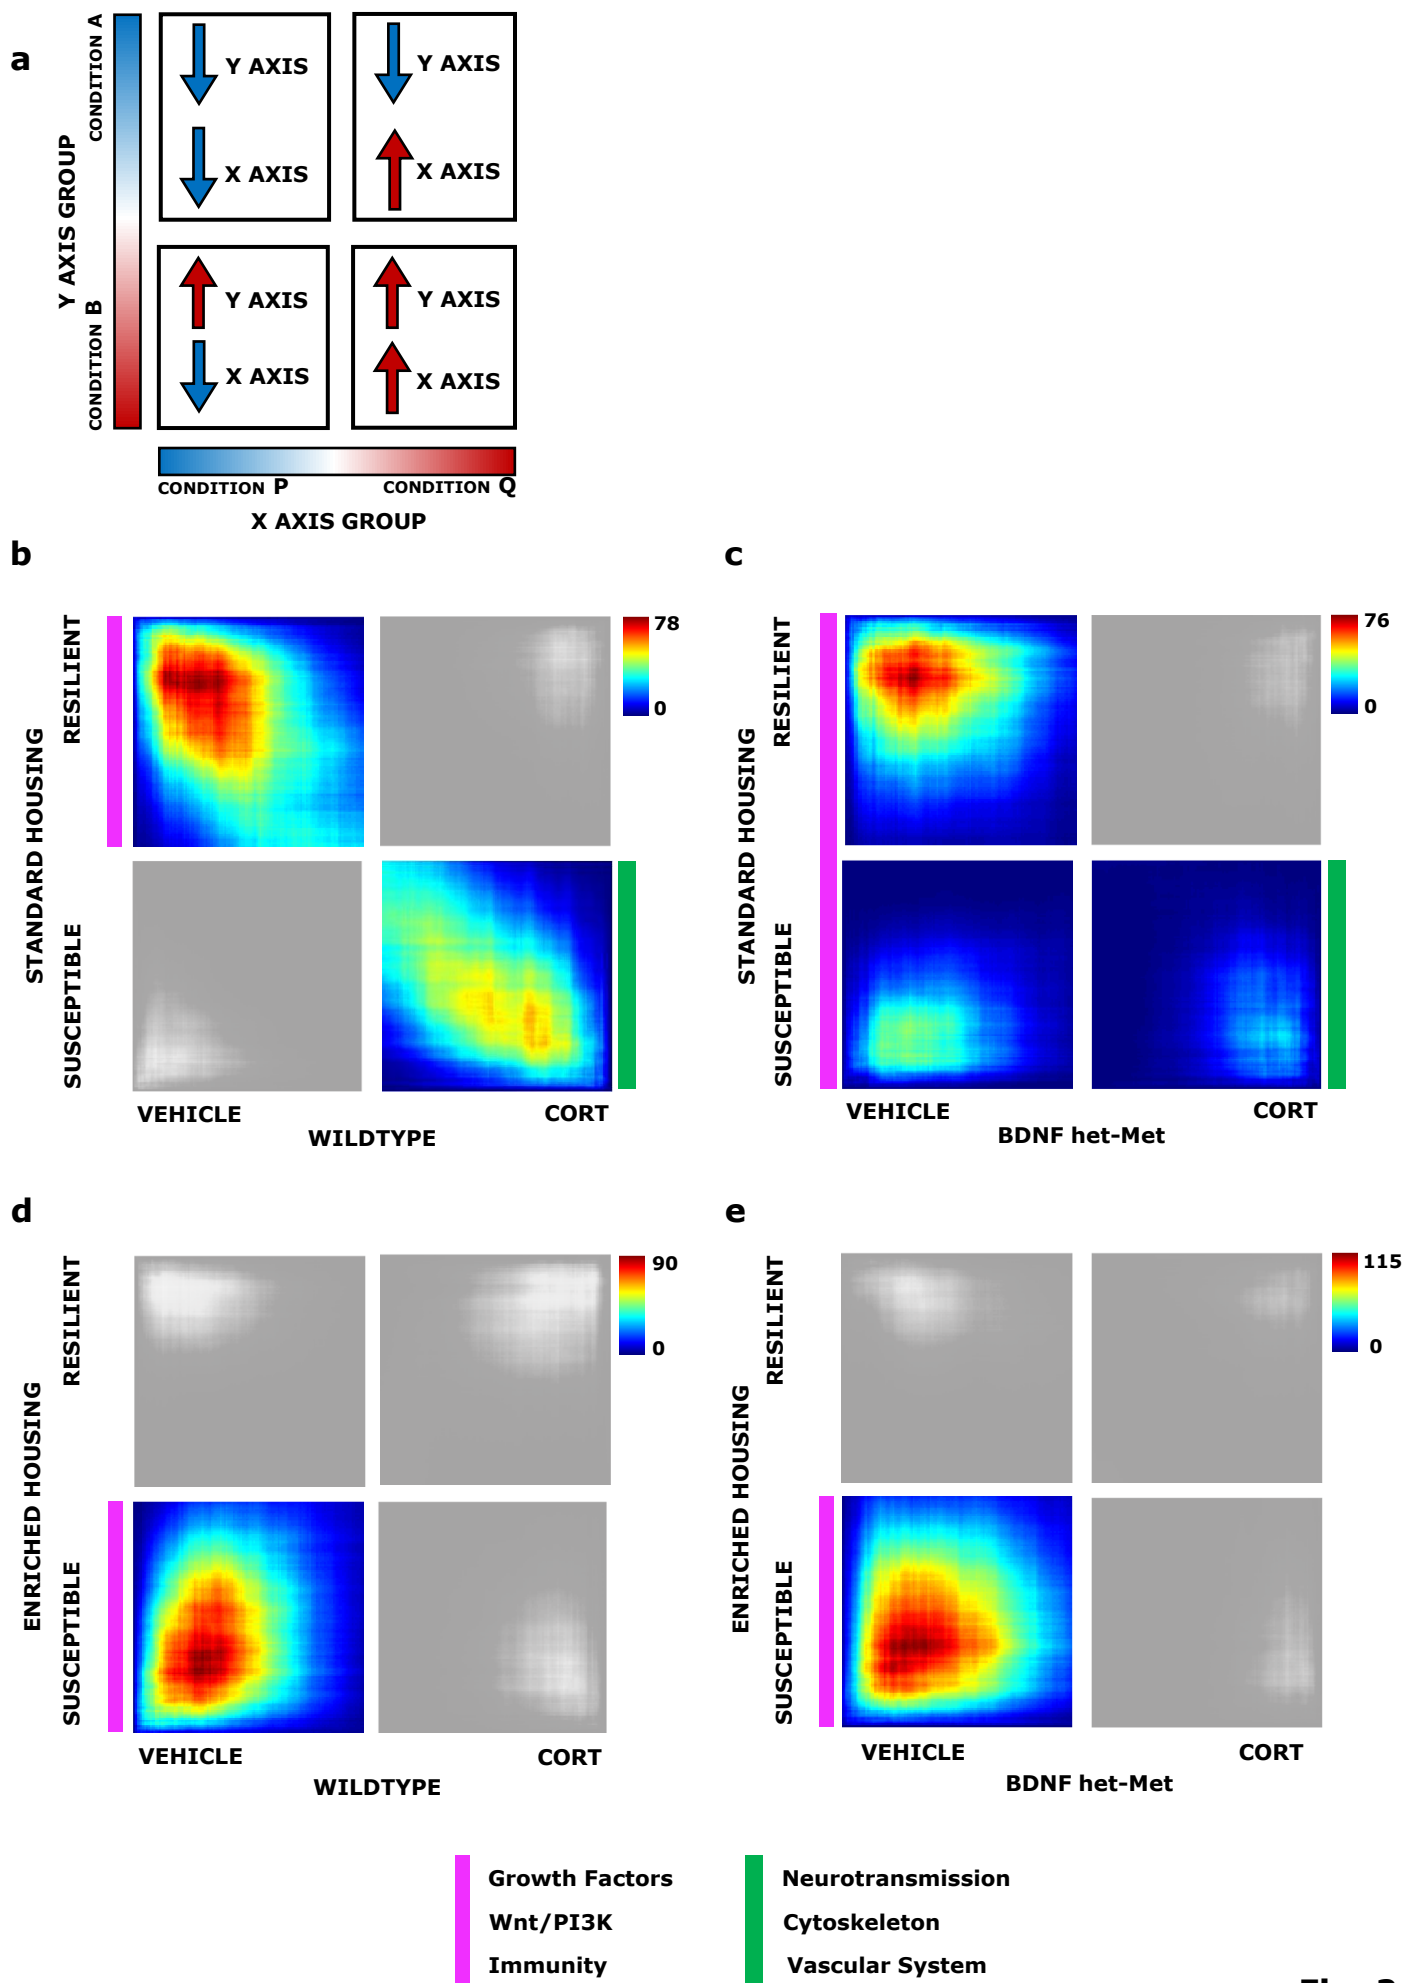 a
CONDITION A
Y AXIS GROUP
CONDITION B
Y AXIS
X AXIS
Y AXIS
X AXIS
Y AXIS
X AXIS
Y AXIS
X AXIS
CONDITION P
CONDITION Q
X AXIS GROUP
b
STANDARD HOUSING
RESILIENT
SUSCEPTIBLE
78
0
VEHICLE
CORT
WILDTYPE
c
STANDARD HOUSING
RESILIENT
SUSCEPTIBLE
76
0
VEHICLE
CORT
BDNF het-Met
d
ENRICHED HOUSING
RESILIENT
SUSCEPTIBLE
90
0
VEHICLE
CORT
WILDTYPE
e
ENRICHED HOUSING
RESILIENT
SUSCEPTIBLE
115
0
VEHICLE
CORT
BDNF het-Met
Growth Factors
Wnt/PI3K
Immunity
Neurotransmission
Cytoskeleton
Vascular System